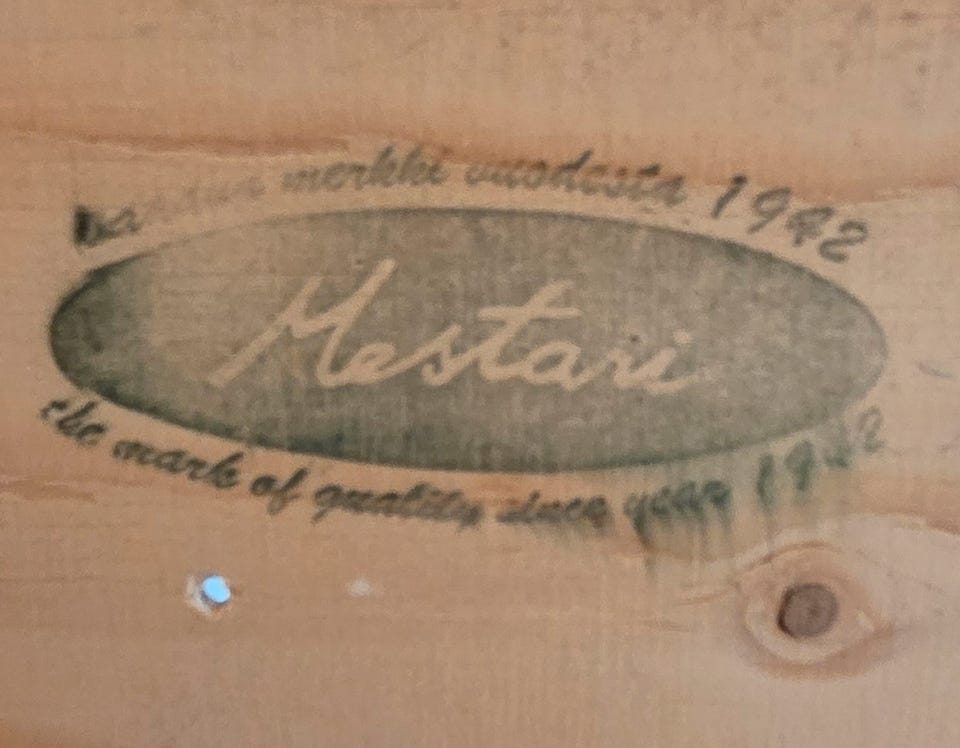 merkki vuodesta 1942
Mestari
the mark of quality since year 1942